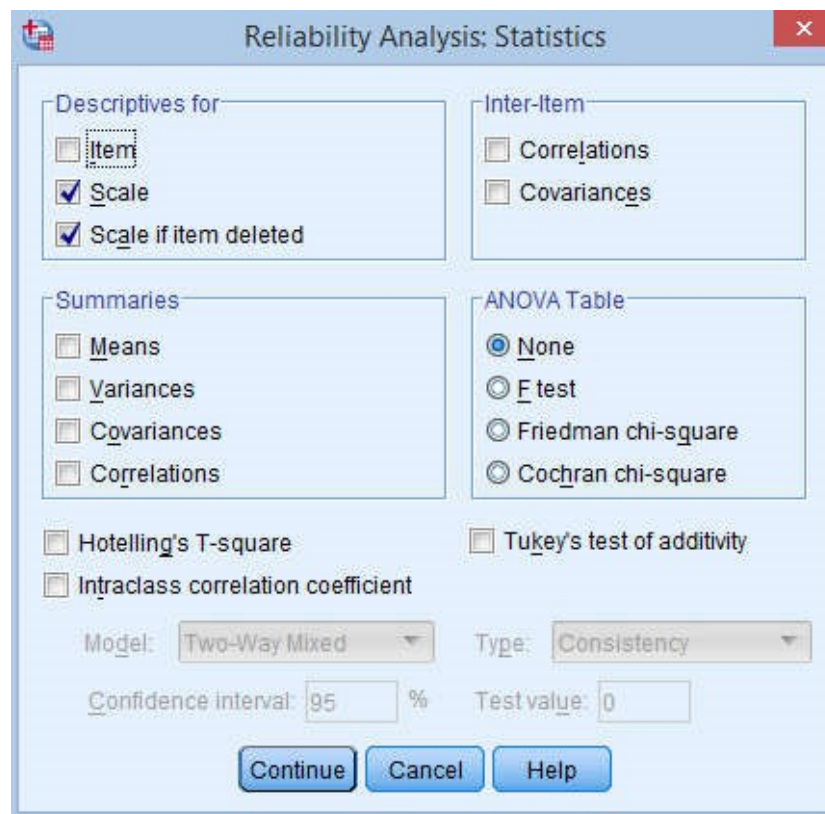 Reliability Analysis: Statistics
Descriptives for
Item
Scale
Scale if item deleted
Inter-Item
Correlations
Covariances
Summaries
Means
Variances
Covariances
Correlations
ANOVA Table
None
F test
Friedman chi-square
Cochran chi-square
Hotelling's T-square
Tukey's test of additivity
Intraclass correlation coefficient
Model: Two-Way Mixed
Type: Consistency
Confidence interval: 95 %
Test value: 0
Continue
Cancel
Help